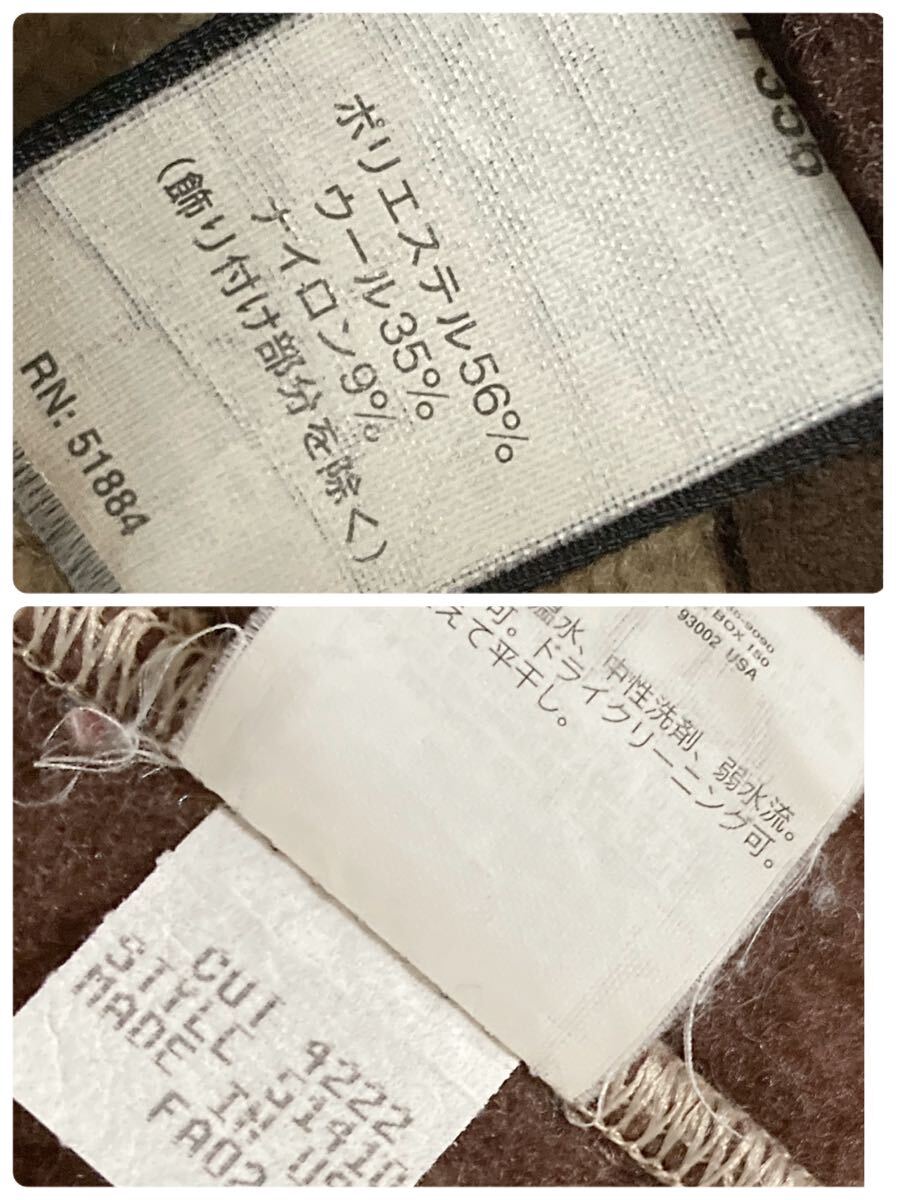 ポリエステル56%
ウール35%
ナイロン9%
(飾り付け部分を除く)
RN: 51884
BOX 150
93002 USA
温水、中性洗剤、弱水流。
可。ドライクリーニング可。
えて平干し。
CUT 4222
STYLE
MADE IN
FA02